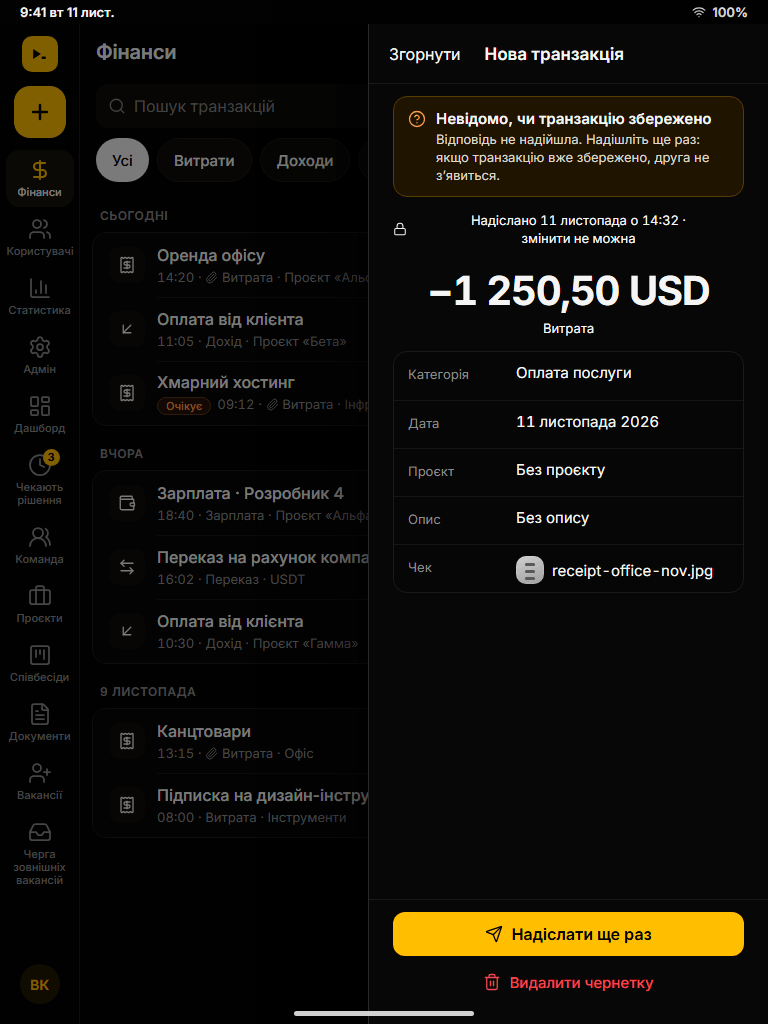 9:41 вт 11 лист.
100%
Фінанси
Користувачі
Статистика
Адмін
Дашборд
3
Чекають
рішення
Команда
Проєкти
Співбесіди
Документи
Вакансії
Черга
зовнішніх
вакансій
ВК
Фінанси
Пошук транзакцій
Усі
Витрати
Доходи
СЬОГОДНІ
Оренда офісу
14:20 · Витрата · Проєкт «Альф
Оплата від клієнта
11:05 · Дохід · Проєкт «Бета»
Хмарний хостинг
Очікує 09:12 · Витрата · Інфр
ВЧОРА
Зарплата · Розробник 4
18:40 · Зарплата · Проєкт «Альфа
Переказ на рахунок компа
16:02 · Переказ · USDT
Оплата від клієнта
10:30 · Дохід · Проєкт «Гамма»
9 ЛИСТОПАДА
Канцтовари
13:15 · Витрата · Офіс
Підписка на дизайн-інстру
08:00 · Витрата · Інструменти
Згорнути
Нова транзакція
Невідомо, чи транзакцію збережено
Відповідь не надійшла. Надішліть ще раз:
якщо транзакцію вже збережено, друга не
з’явиться.
Надіслано 11 листопада о 14:32 ·
змінити не можна
−1 250,50 USD
Витрата
Категорія Оплата послуги
Дата 11 листопада 2026
Проєкт Без проєкту
Опис Без опису
Чек receipt-office-nov.jpg
Надіслати ще раз
Видалити чернетку